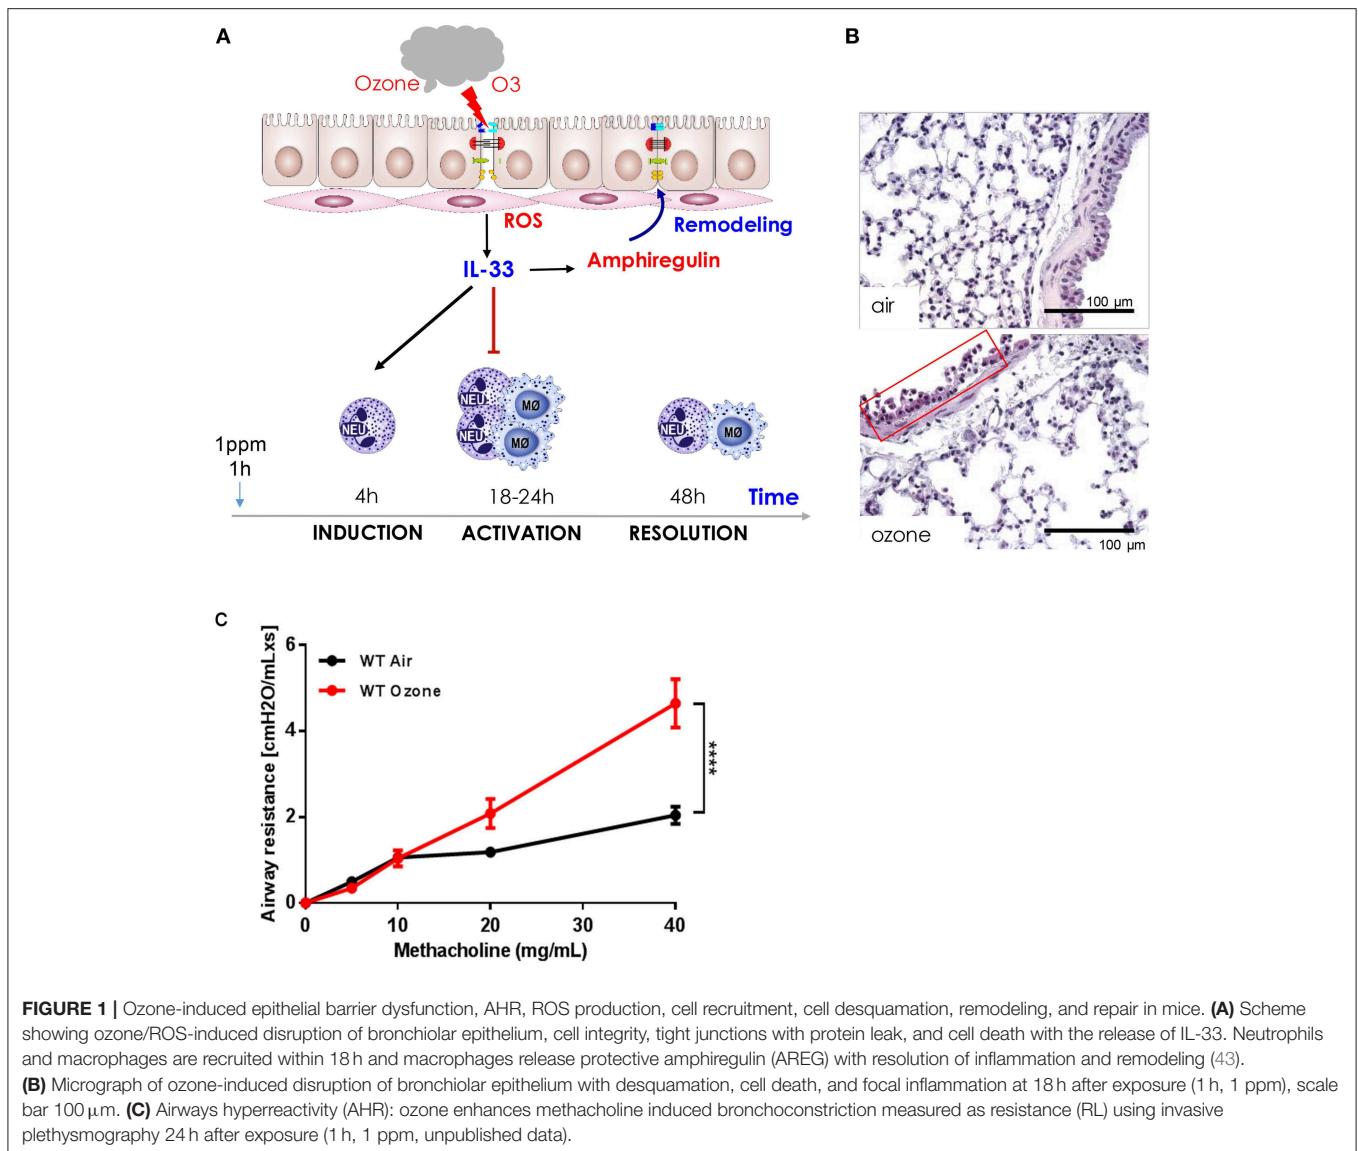 A
Ozone
O3
ROS
Remodeling
IL-33
Amphiregulin
NEU
NEU
NEU
MØ
MØ
NEU
MØ
1ppm
1h
4h
18-24h
48h
Time
INDUCTION
ACTIVATION
RESOLUTION
B
air
100 µm
ozone
100 µm
C
Airway resistance [cmH2O/mLxs]
6
4
2
0
WT Air
WT Ozone
****
0
10
20
30
40
Methacholine (mg/mL)
FIGURE 1 | Ozone-induced epithelial barrier dysfunction, AHR, ROS production, cell recruitment, cell desquamation, remodeling, and repair in mice. (A) Scheme
showing ozone/ROS-induced disruption of bronchiolar epithelium, cell integrity, tight junctions with protein leak, and cell death with the release of IL-33. Neutrophils
and macrophages are recruited within 18 h and macrophages release protective amphiregulin (AREG) with resolution of inflammation and remodeling (43).
(B) Micrograph of ozone-induced disruption of bronchiolar epithelium with desquamation, cell death, and focal inflammation at 18 h after exposure (1 h, 1 ppm), scale
bar 100 µm. (C) Airways hyperreactivity (AHR): ozone enhances methacholine induced bronchoconstriction measured as resistance (RL) using invasive
plethysmography 24 h after exposure (1 h, 1 ppm, unpublished data).